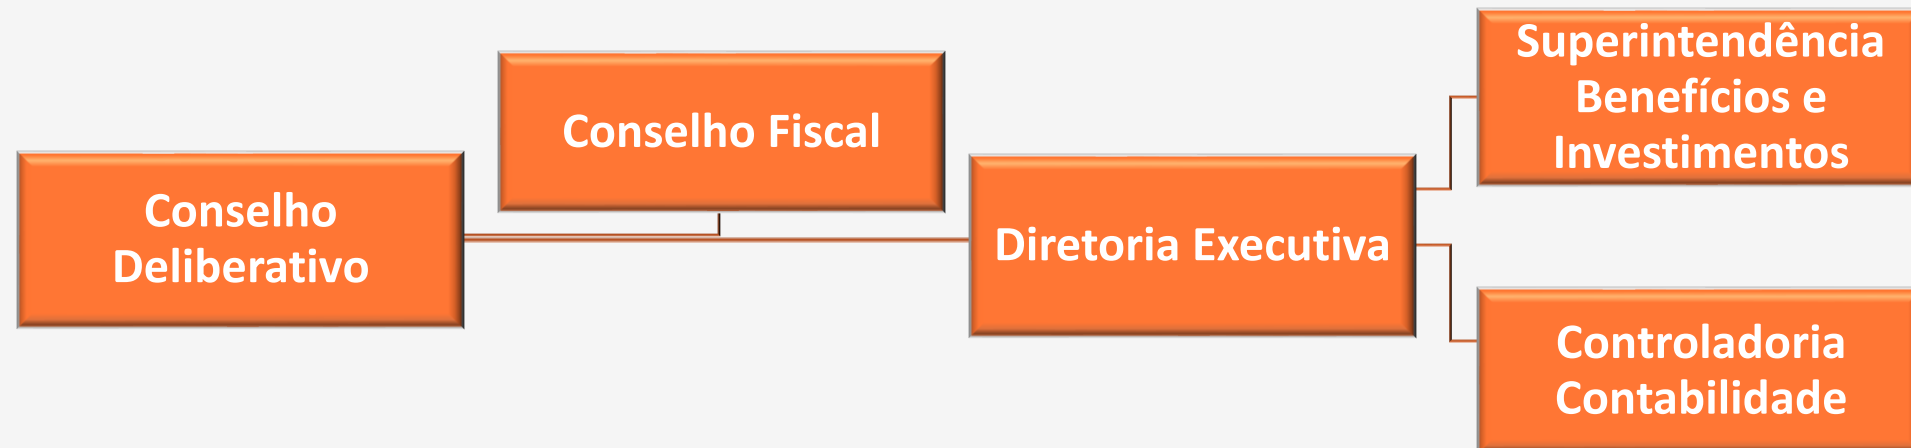 Conselho
Deliberativo
Conselho Fiscal
Diretoria Executiva
Superintendência
Benefícios e
Investimentos
Controladoria
Contabilidade